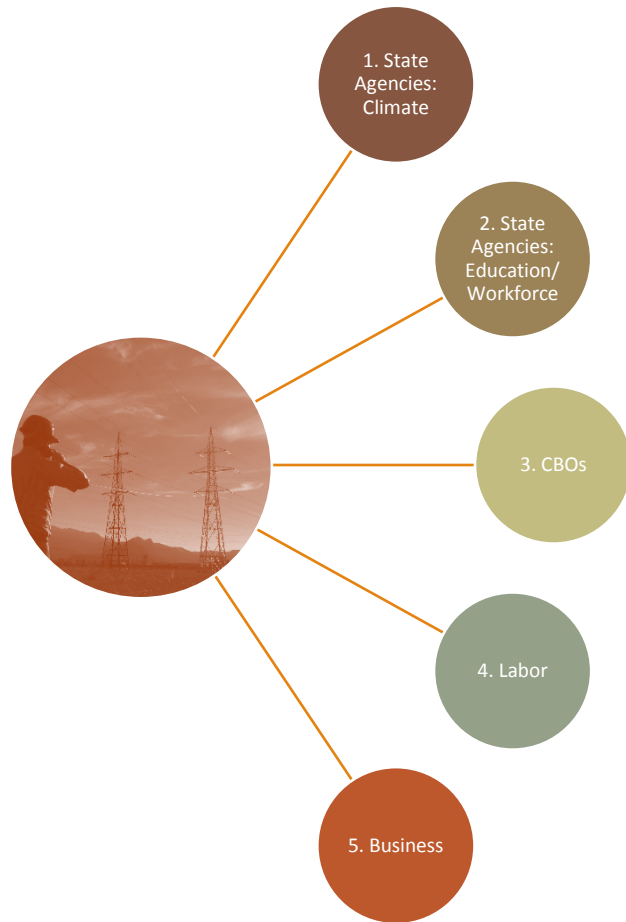 1. State
Agencies:
Climate
2. State
Agencies:
Education/
Workforce
3. CBOs
4. Labor
5. Business